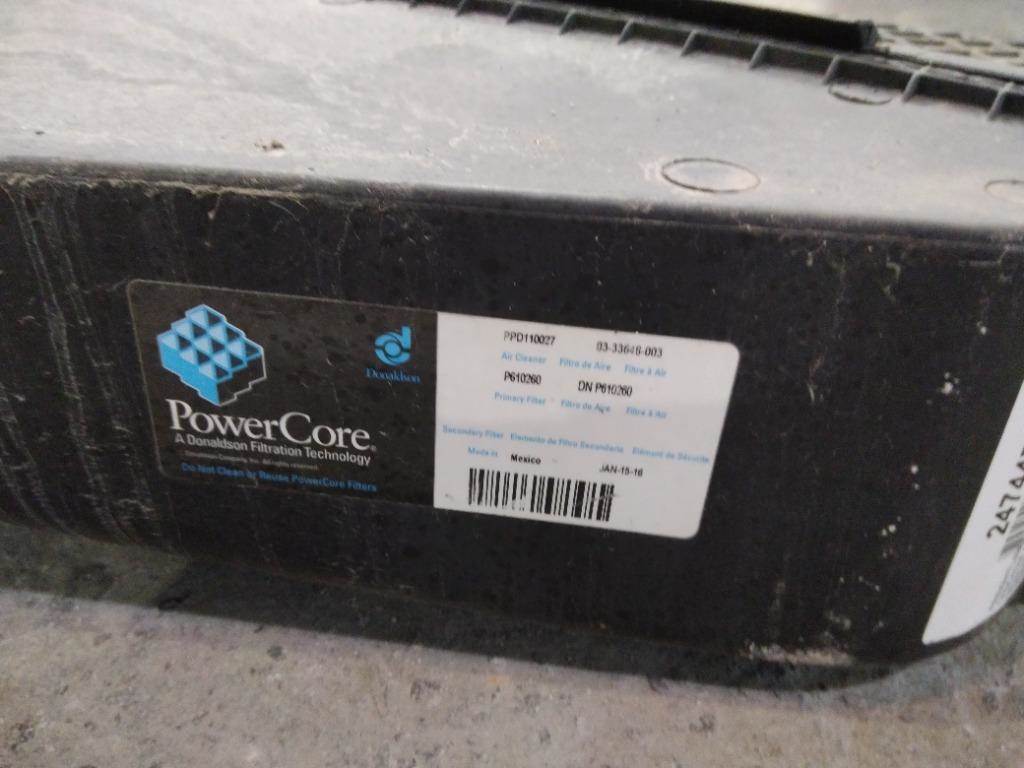 PPD110027 03-33648-003
Air Cleaner Filtro de Aire Filtre à Air
P610260 DN P610260
Primary Filter Filtro de Aire Filtre à Air
Secondary Filter Elemento de Filtro Secundario Elément de Sécurité
Made in Mexico JAN-15-16
Donaldson
PowerCore
A Donaldson Filtration Technology
Do Not Clean or Reuse PowerCore Filters